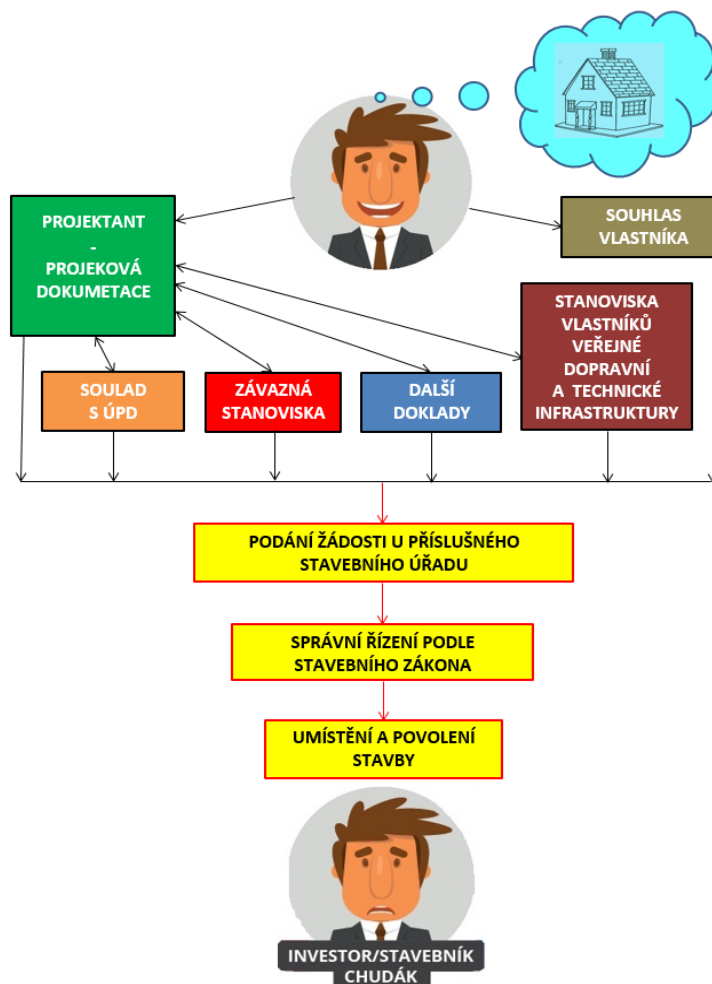 PROJEKTANT
-
PROJEKOVÁ
DOKUMETACE
SOUHLAS
VLASTNÍKA
STANOVISKA
VLASTNÍKŮ
VEŘEJNÉ
DOPRAVNÍ
A TECHNICKÉ
INFRASTRUKTURY
SOULAD
S ÚPD
ZÁVAZNÁ
STANOVISKA
DALŠÍ
DOKLADY
PODÁNÍ ŽÁDOSTI U PŘÍSLUŠNÉHO
STAVEBNÍHO ÚŘADU
SPRÁVNÍ ŘÍZENÍ PODLE
STAVEBNÍHO ZÁKONA
UMÍSTĚNÍ A POVOLENÍ
STAVBY
INVESTOR/STAVEBNÍK
CHUDÁK